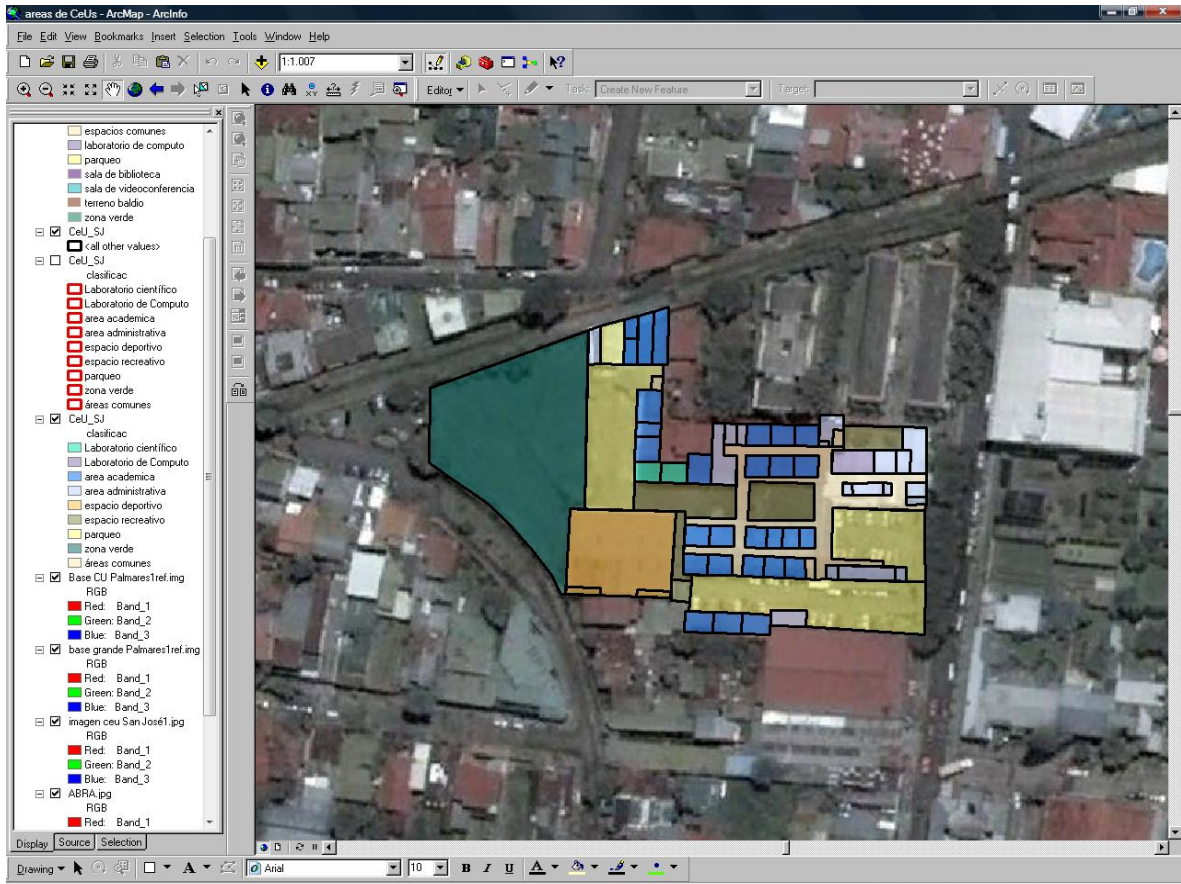 areas de CeUs - ArcMap - ArcInfo
File Edit View Bookmarks Insert Selection Tools Window Help
1:1.007
Editor Task: Create New Feature Target:
espacios comunes
laboratorio de computo
parqueo
sala de biblioteca
sala de videoconferencia
terreno baldio
zona verde
CeU_SJ
<all other values>
CeU_SJ
clasificac
Laboratorio científico
Laboratorio de Computo
area academica
area administrativa
espacio deportivo
espacio recreativo
parqueo
zona verde
áreas comunes
CeU_SJ
clasificac
Laboratorio científico
Laboratorio de Computo
area academica
area administrativa
espacio deportivo
espacio recreativo
parqueo
zona verde
áreas comunes
Base CU Palmares1ref.img
RGB
Red: Band_1
Green: Band_2
Blue: Band_3
base grande Palmares1ref.img
RGB
Red: Band_1
Green: Band_2
Blue: Band_3
imagen ceu San José1.jpg
RGB
Red: Band_1
Green: Band_2
Blue: Band_3
ABRA.jpg
RGB
Red: Band_1
Display Source Selection
Drawing A Arial 10 B I U A